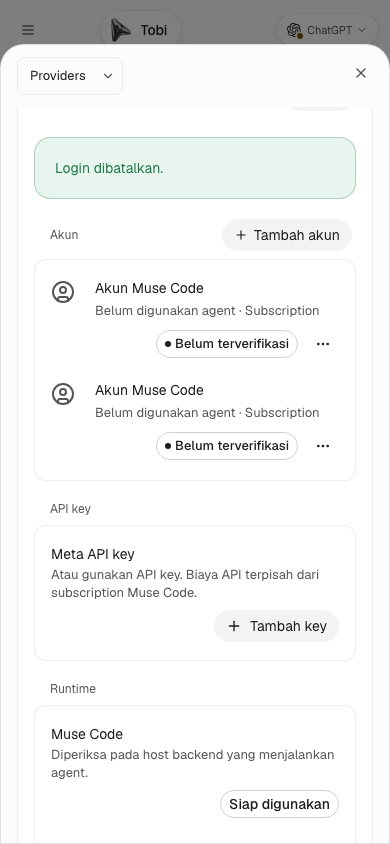 Tobi
ChatGPT
Providers
Login dibatalkan.
Akun
+ Tambah akun
Akun Muse Code
Belum digunakan agent · Subscription
Belum terverifikasi
Akun Muse Code
Belum digunakan agent · Subscription
Belum terverifikasi
API key
Meta API key
Atau gunakan API key. Biaya API terpisah dari
subscription Muse Code.
+ Tambah key
Runtime
Muse Code
Diperiksa pada host backend yang menjalankan
agent.
Siap digunakan